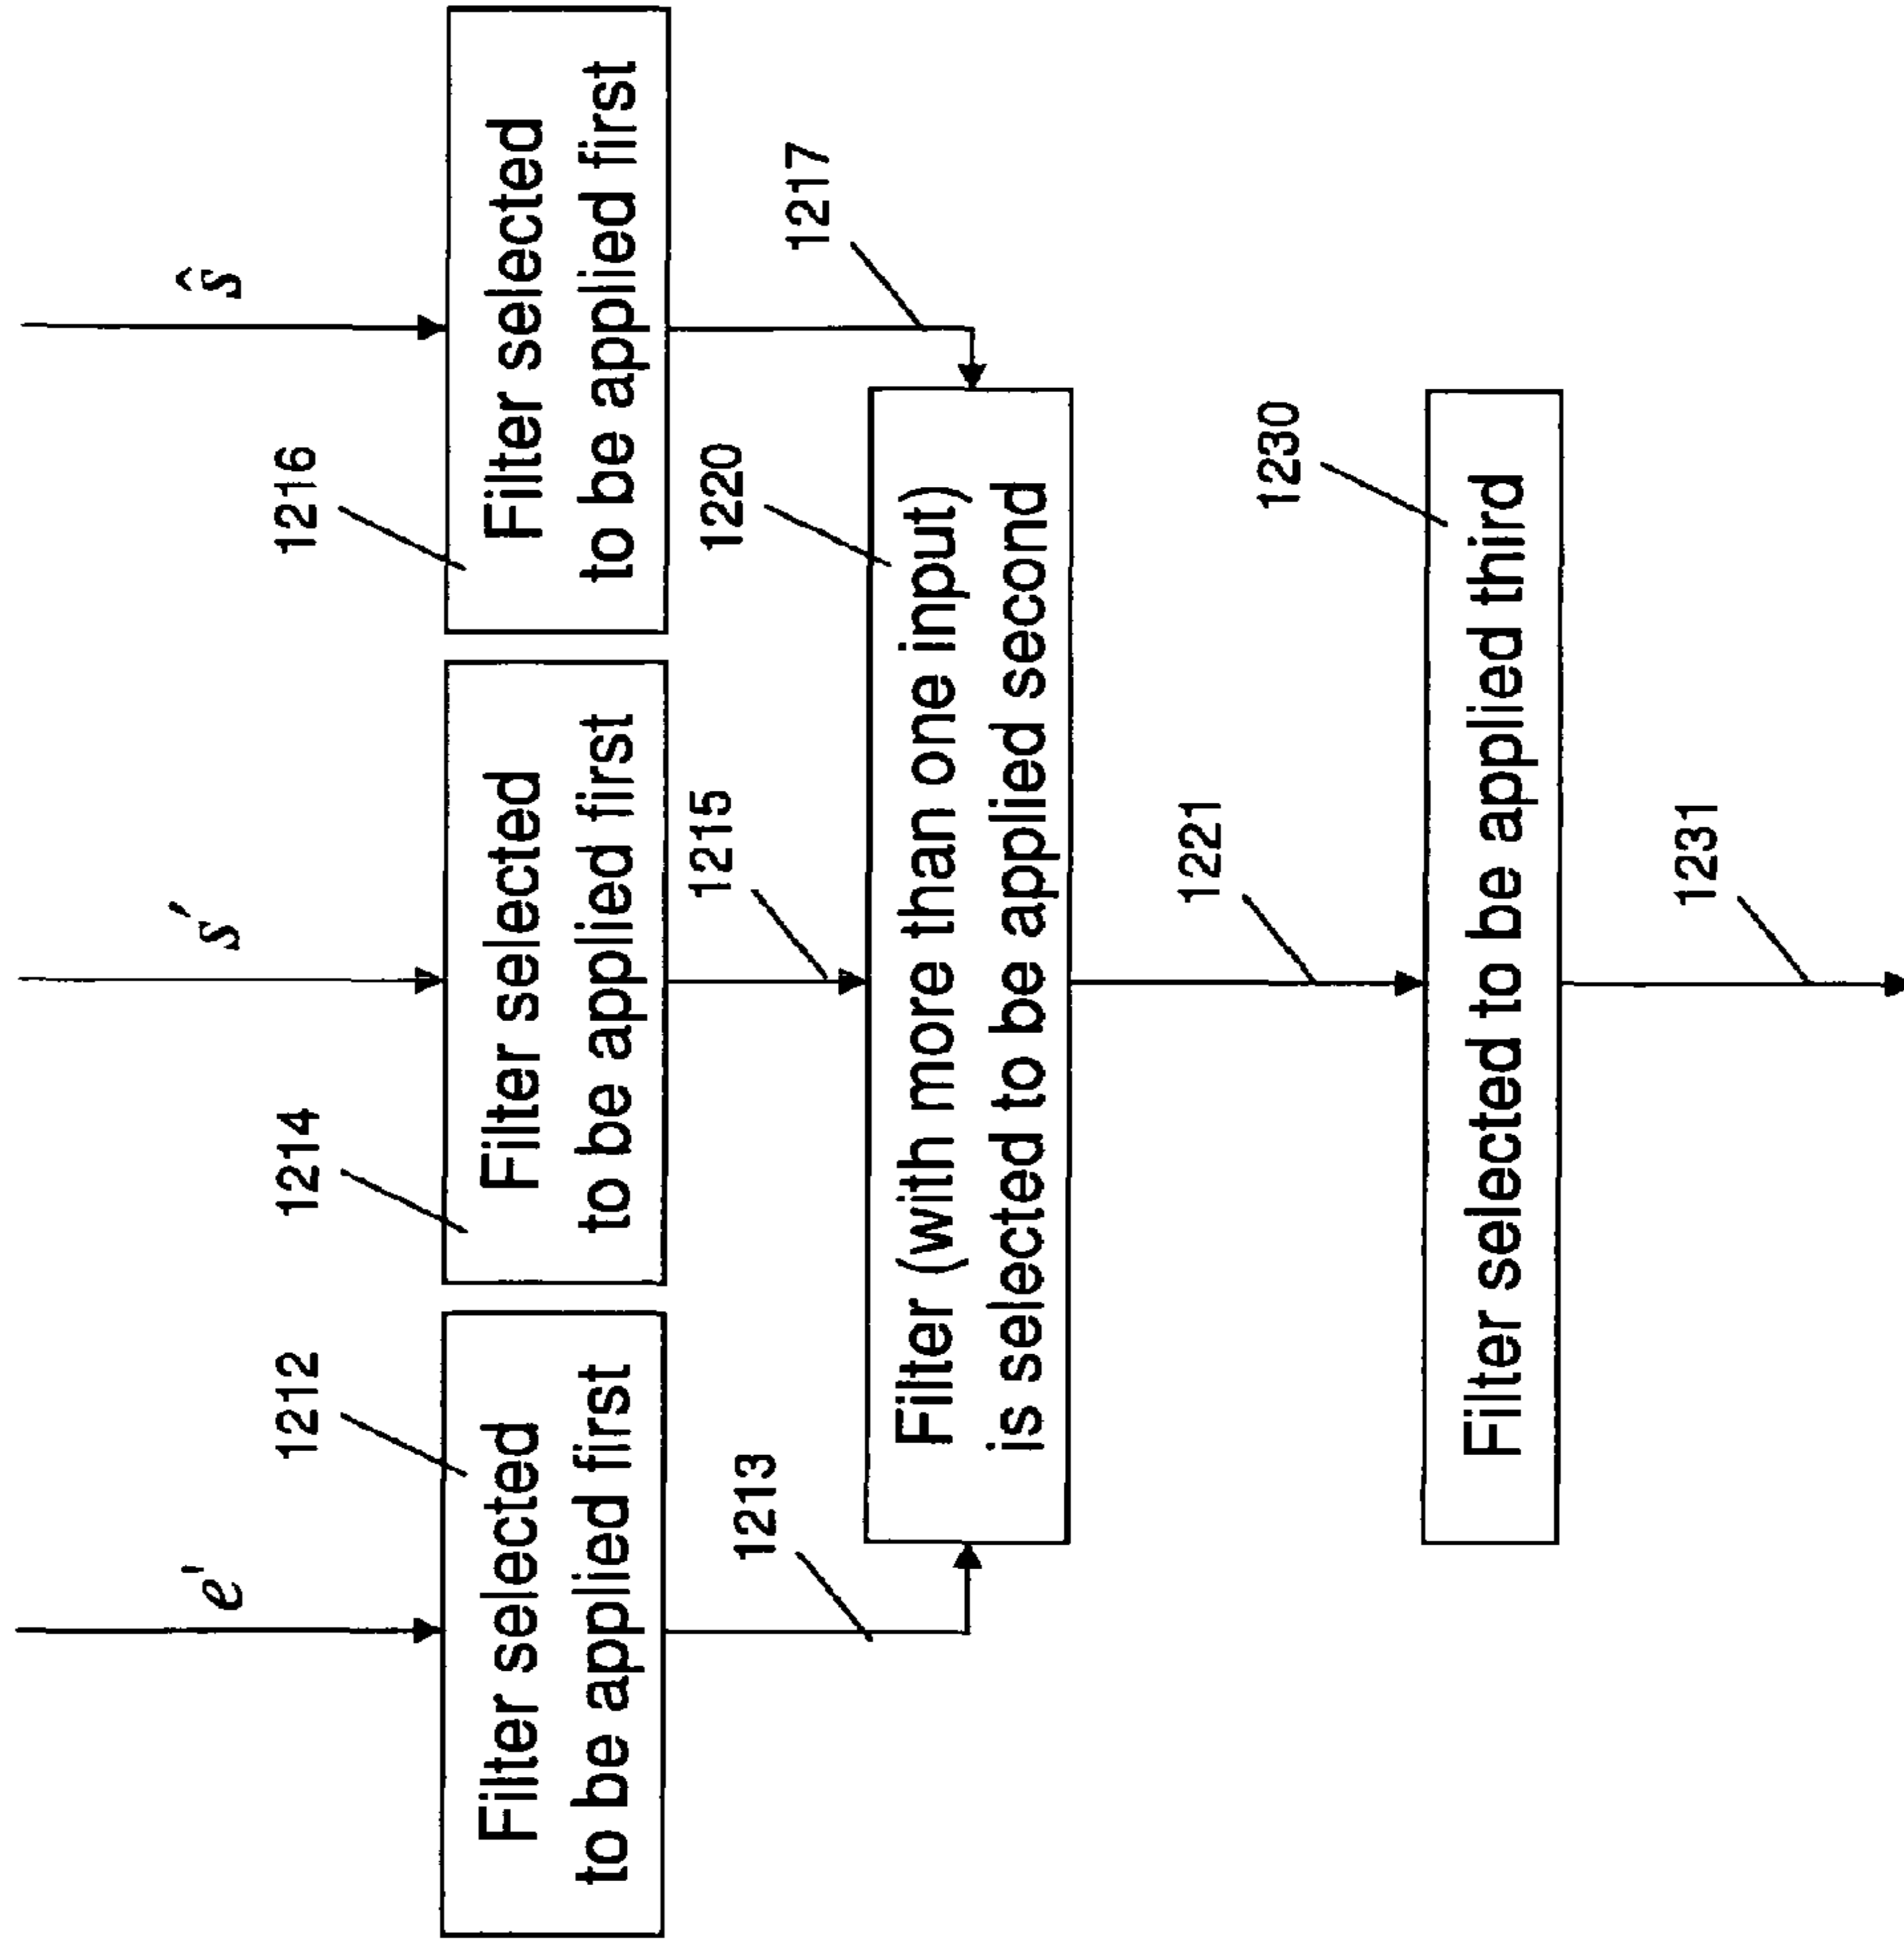 e'
s'
ŝ
1212
1214
1216
Filter selected
to be applied first
Filter selected
to be applied first
Filter selected
to be applied first
1213
1215
1220
1217
Filter (with more than one input)
is selected to be applied second
1221
1230
Filter selected to be applied third
1231